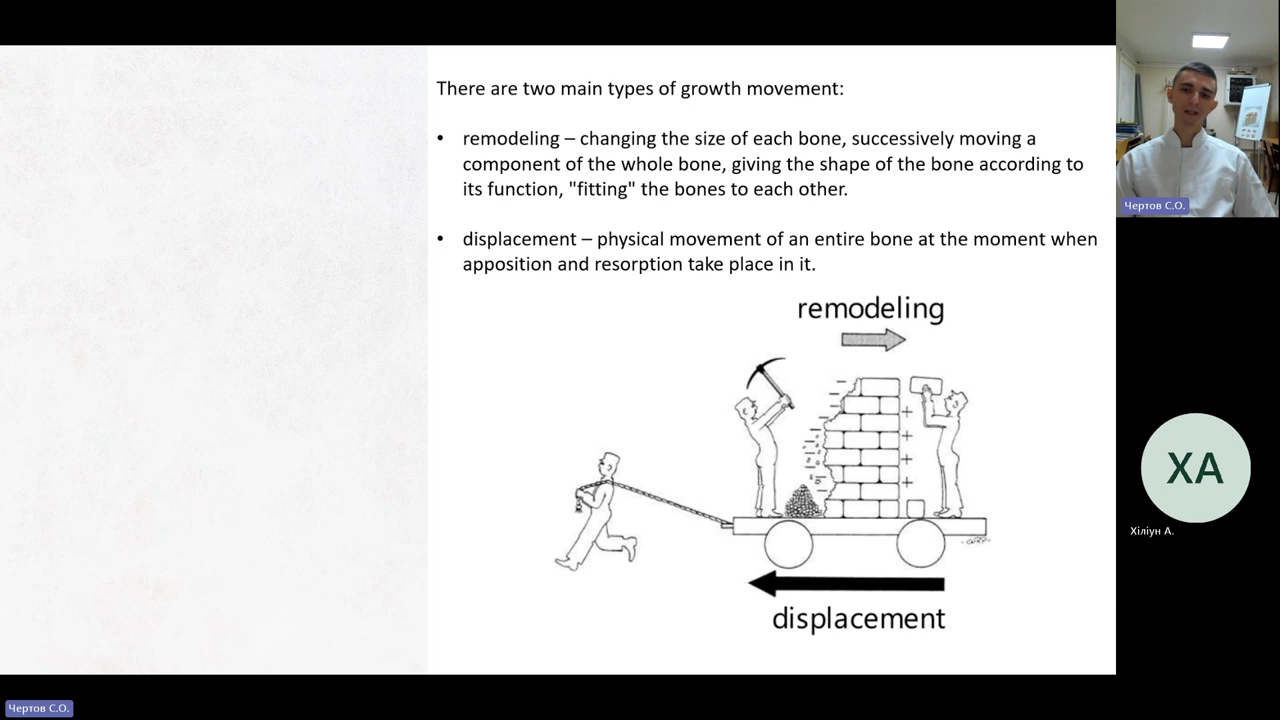 There are two main types of growth movement:
• remodeling – changing the size of each bone, successively moving a
component of the whole bone, giving the shape of the bone according to
its function, "fitting" the bones to each other.
• displacement – physical movement of an entire bone at the moment when
apposition and resorption take place in it.
remodeling
displacement
Чертов С.О.
ХА
Хіліун А.
Чертов С.О.